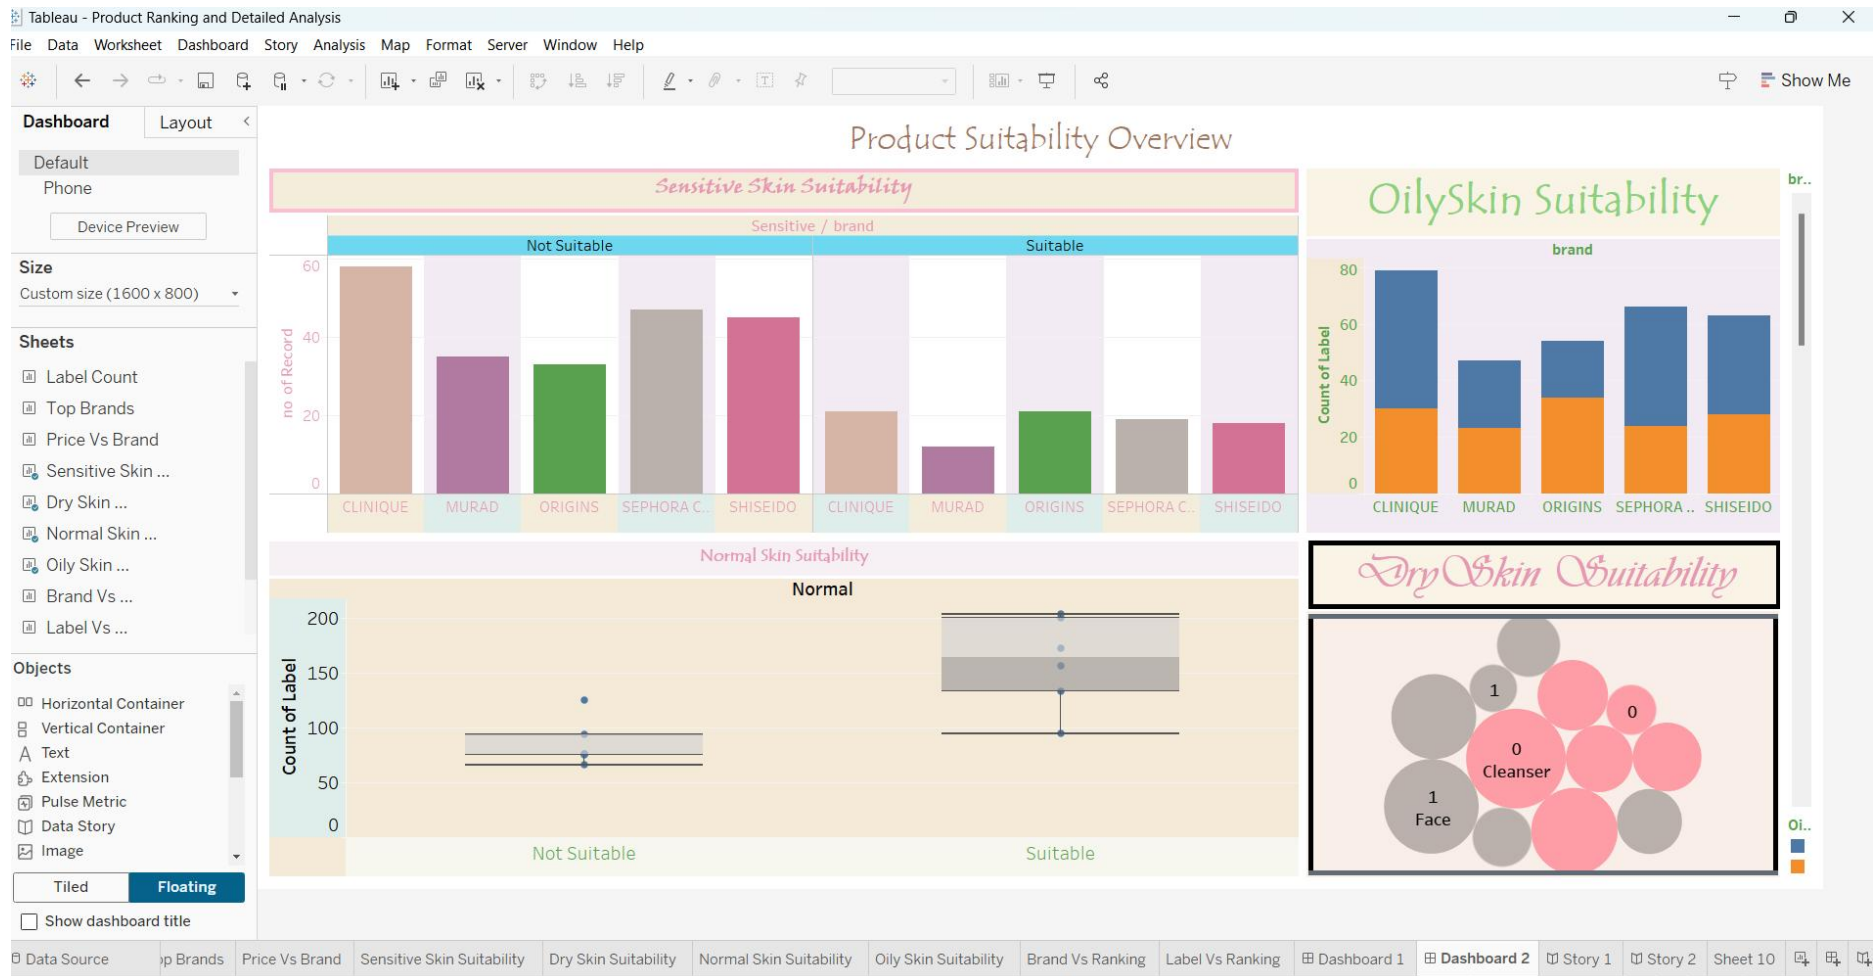 Tableau - Product Ranking and Detailed Analysis
File Data Worksheet Dashboard Story Analysis Map Format Server Window Help
Show Me
Dashboard Layout
Default
Phone
Device Preview
Size
Custom size (1600 x 800)
Sheets
Label Count
Top Brands
Price Vs Brand
Sensitive Skin ...
Dry Skin ...
Normal Skin ...
Oily Skin ...
Brand Vs ...
Label Vs ...
Objects
Horizontal Container
Vertical Container
Text
Extension
Pulse Metric
Data Story
Image
Tiled Floating
Show dashboard title
Product Suitability Overview
Sensitive Skin Suitability
Sensitive / brand
Not Suitable Suitable
no of Record
60
40
20
0
CLINIQUE MURAD ORIGINS SEPHORA C.. SHISEIDO CLINIQUE MURAD ORIGINS SEPHORA C.. SHISEIDO
OilySkin Suitability
brand
Count of Label
80
60
40
20
0
CLINIQUE MURAD ORIGINS SEPHORA .. SHISEIDO
br..
Normal Skin Suitability
Normal
Count of Label
200
150
100
50
0
Not Suitable Suitable
DrySkin Suitability
1
0
0
Cleanser
1
Face
Oi..
Data Source op Brands Price Vs Brand Sensitive Skin Suitability Dry Skin Suitability Normal Skin Suitability Oily Skin Suitability Brand Vs Ranking Label Vs Ranking Dashboard 1 Dashboard 2 Story 1 Story 2 Sheet 10